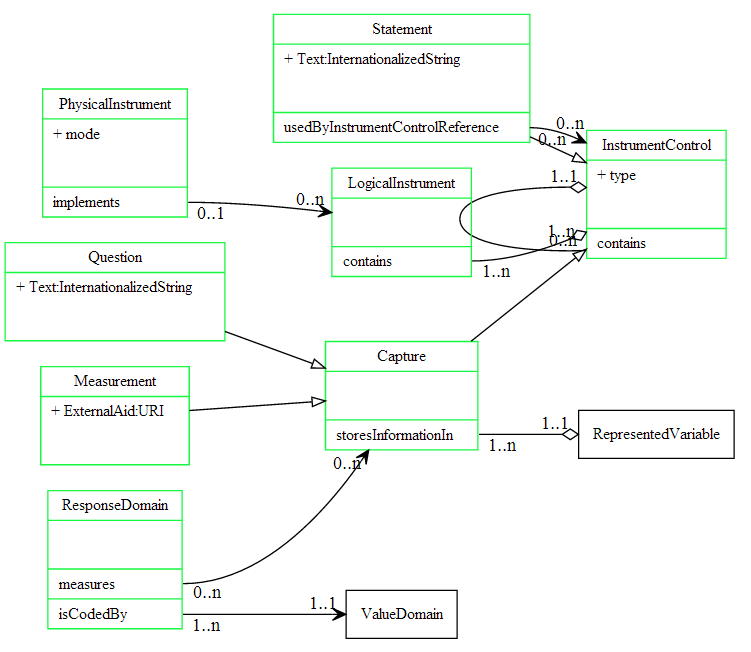 Statement
+ Text:InternationalizedString
usedByInstrumentControlReference
PhysicalInstrument
+ mode
implements
0..n
0..n
InstrumentControl
+ type
contains
LogicalInstrument
contains
1..1
0..1
0..n
1..n
0..n
1..n
Question
+ Text:InternationalizedString
Capture
storesInformationIn
Measurement
+ ExternalAid:URI
1..1
1..n
RepresentedVariable
0..n
ResponseDomain
measures
isCodedBy
0..n
1..1
1..n
ValueDomain